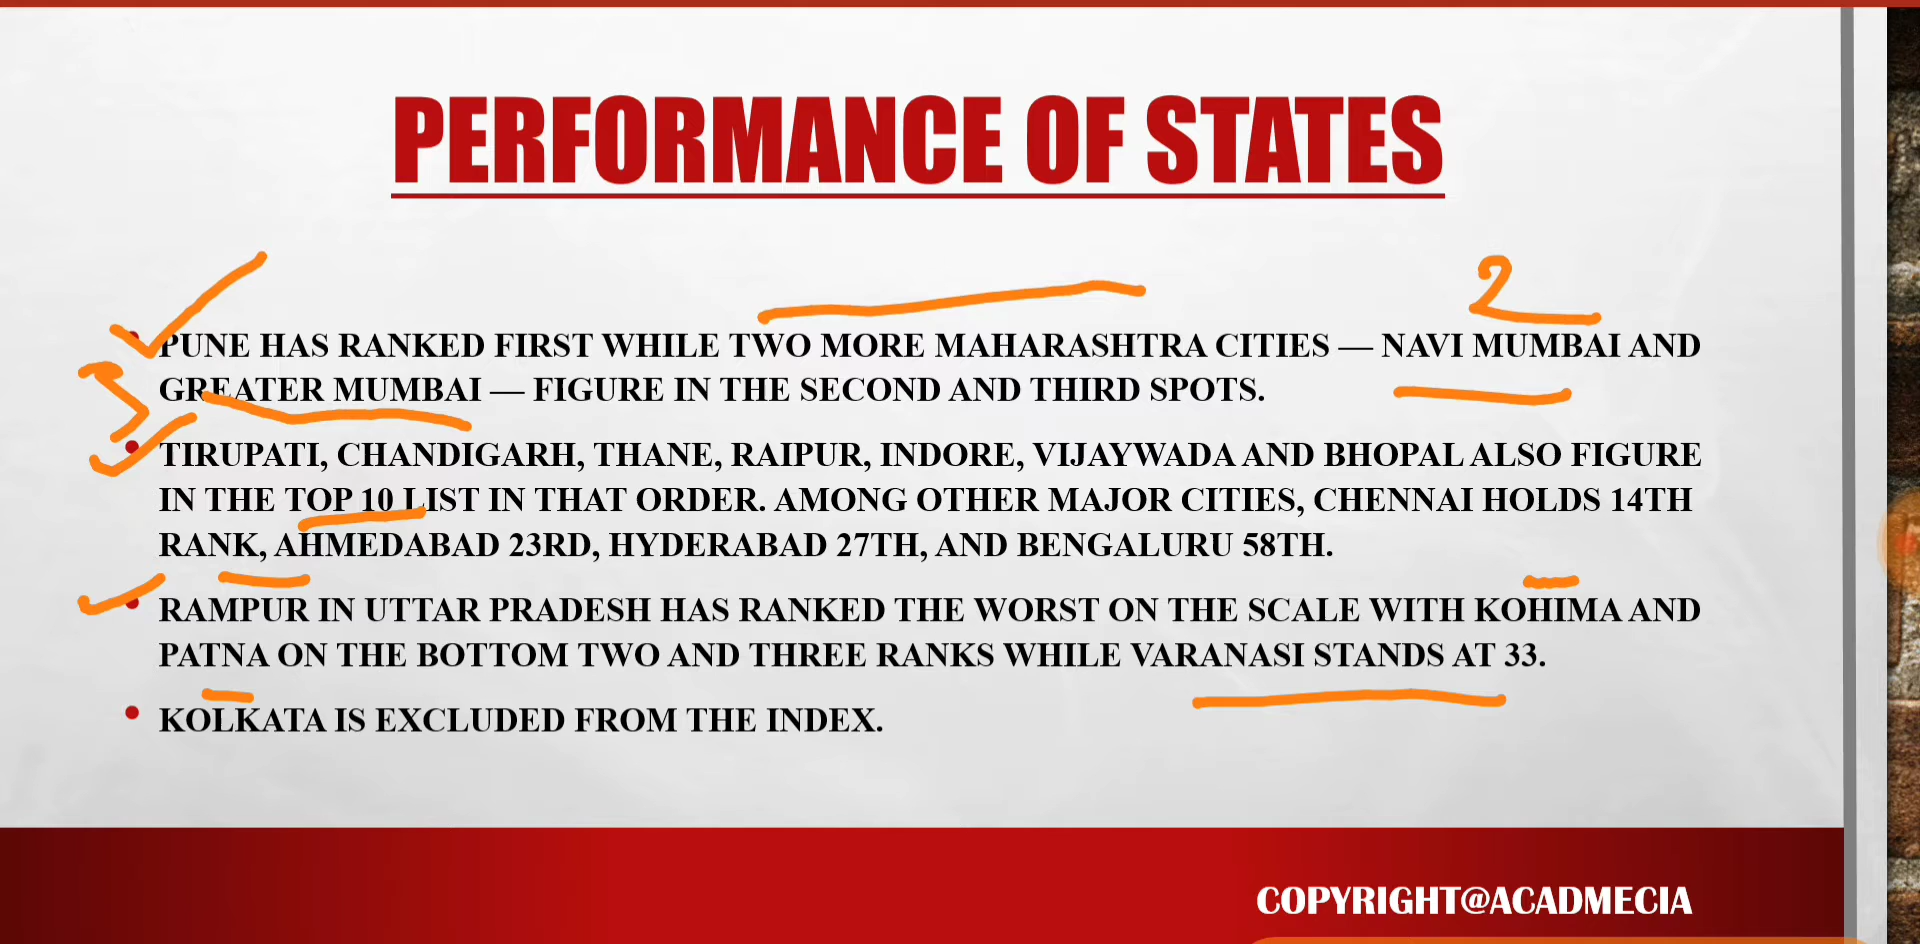 PERFORMANCE OF STATES
2
• PUNE HAS RANKED FIRST WHILE TWO MORE MAHARASHTRA CITIES — NAVI MUMBAI AND
3
GREATER MUMBAI — FIGURE IN THE SECOND AND THIRD SPOTS.
• TIRUPATI, CHANDIGARH, THANE, RAIPUR, INDORE, VIJAYWADA AND BHOPAL ALSO FIGURE
IN THE TOP 10 LIST IN THAT ORDER. AMONG OTHER MAJOR CITIES, CHENNAI HOLDS 14TH
RANK, AHMEDABAD 23RD, HYDERABAD 27TH, AND BENGALURU 58TH.
• RAMPUR IN UTTAR PRADESH HAS RANKED THE WORST ON THE SCALE WITH KOHIMA AND
PATNA ON THE BOTTOM TWO AND THREE RANKS WHILE VARANASI STANDS AT 33.
• KOLKATA IS EXCLUDED FROM THE INDEX.
COPYRIGHT@ACADMECIA